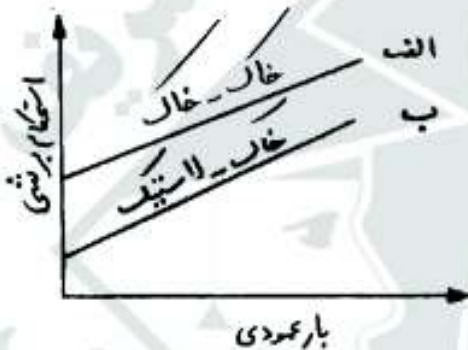 الف
خاک - خاک
ب
خاک - لاستیک
استحکام برشی
بار عمودی